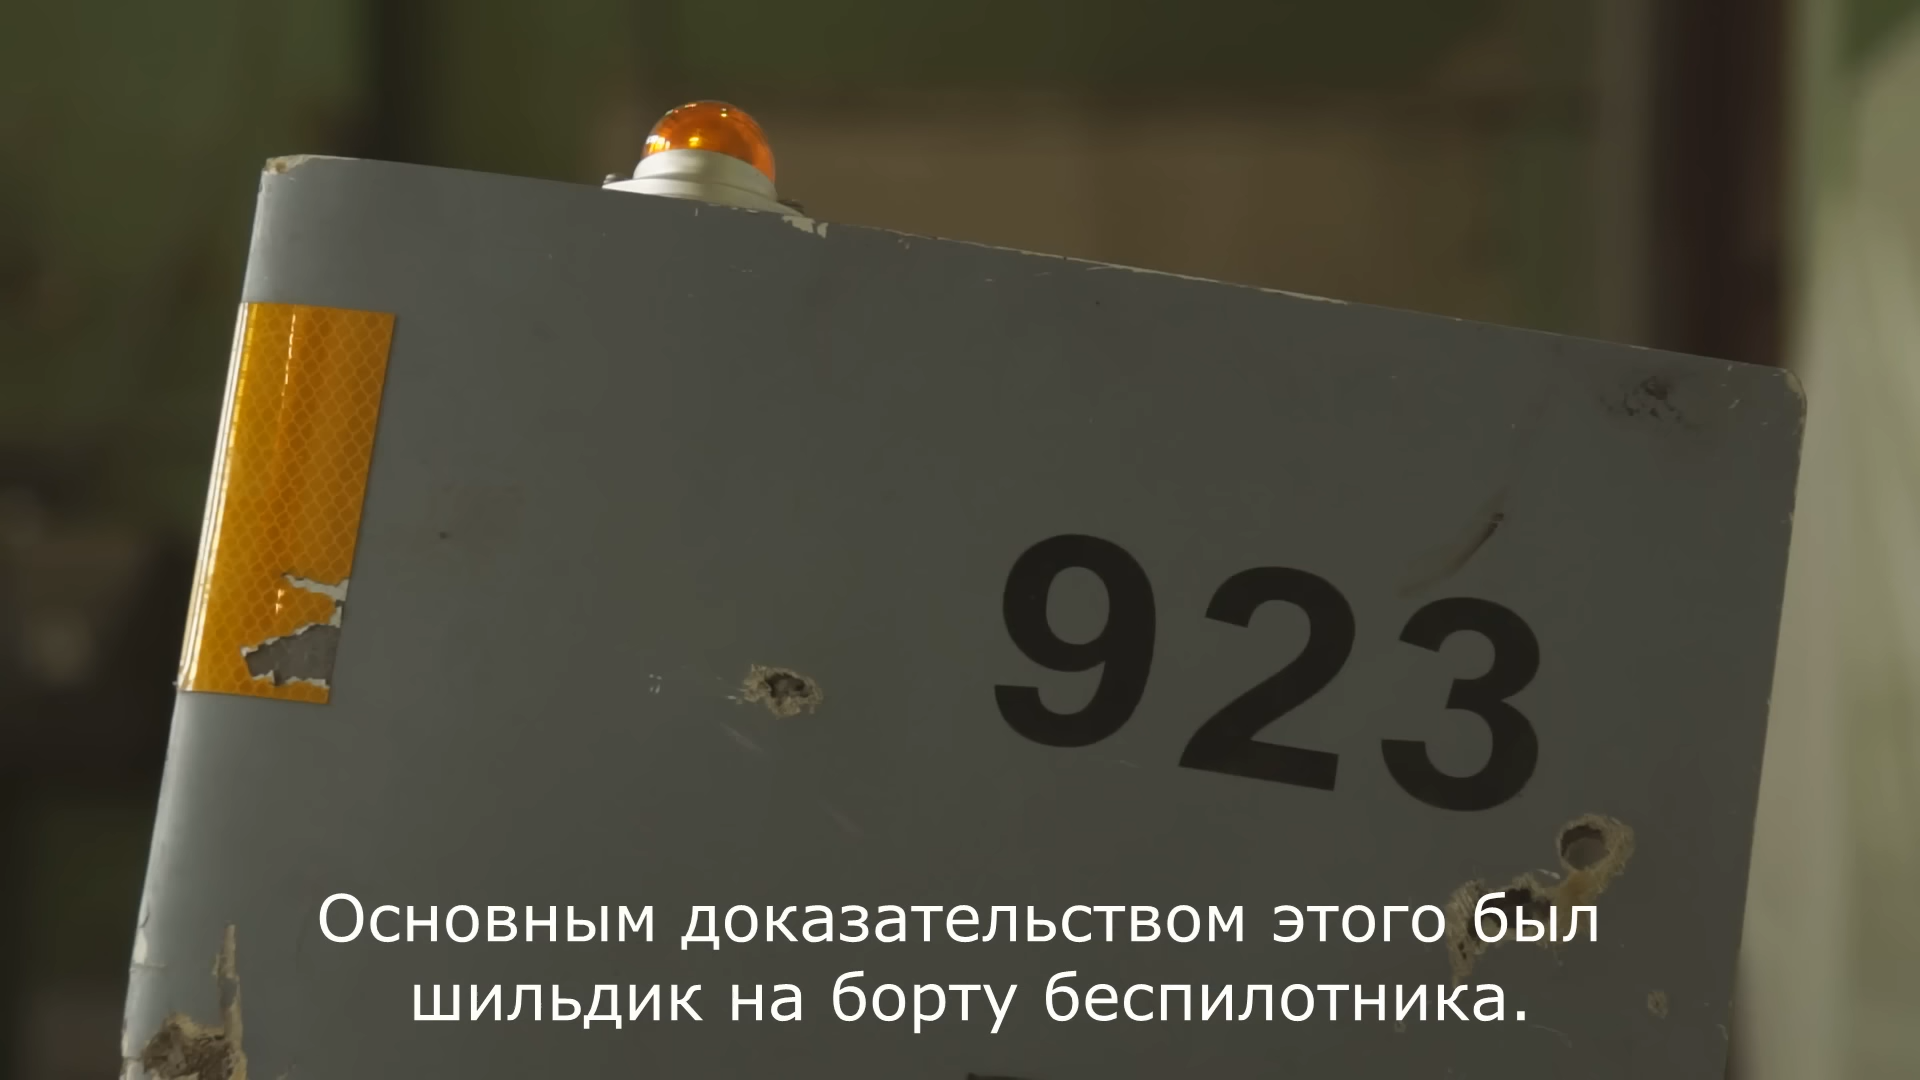 923
Основным доказательством этого был
шильдик на борту беспилотника.